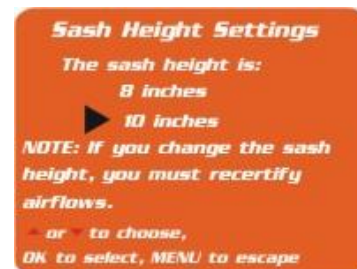 Sash Height Settings
The sash height is:
8 inches
10 inches
NOTE: If you change the sash
height, you must recertify
airflows.
or to choose,
OK to select, MENU to escape